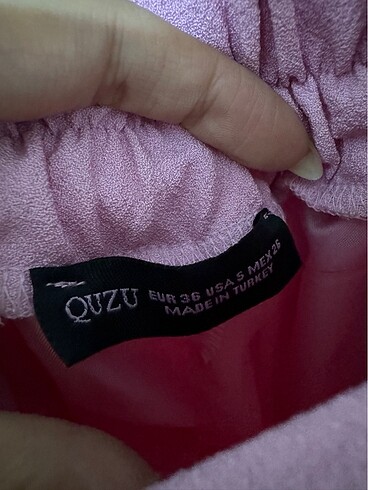 QUZU
EUR 36 USA S MEX 26
MADE IN TURKEY